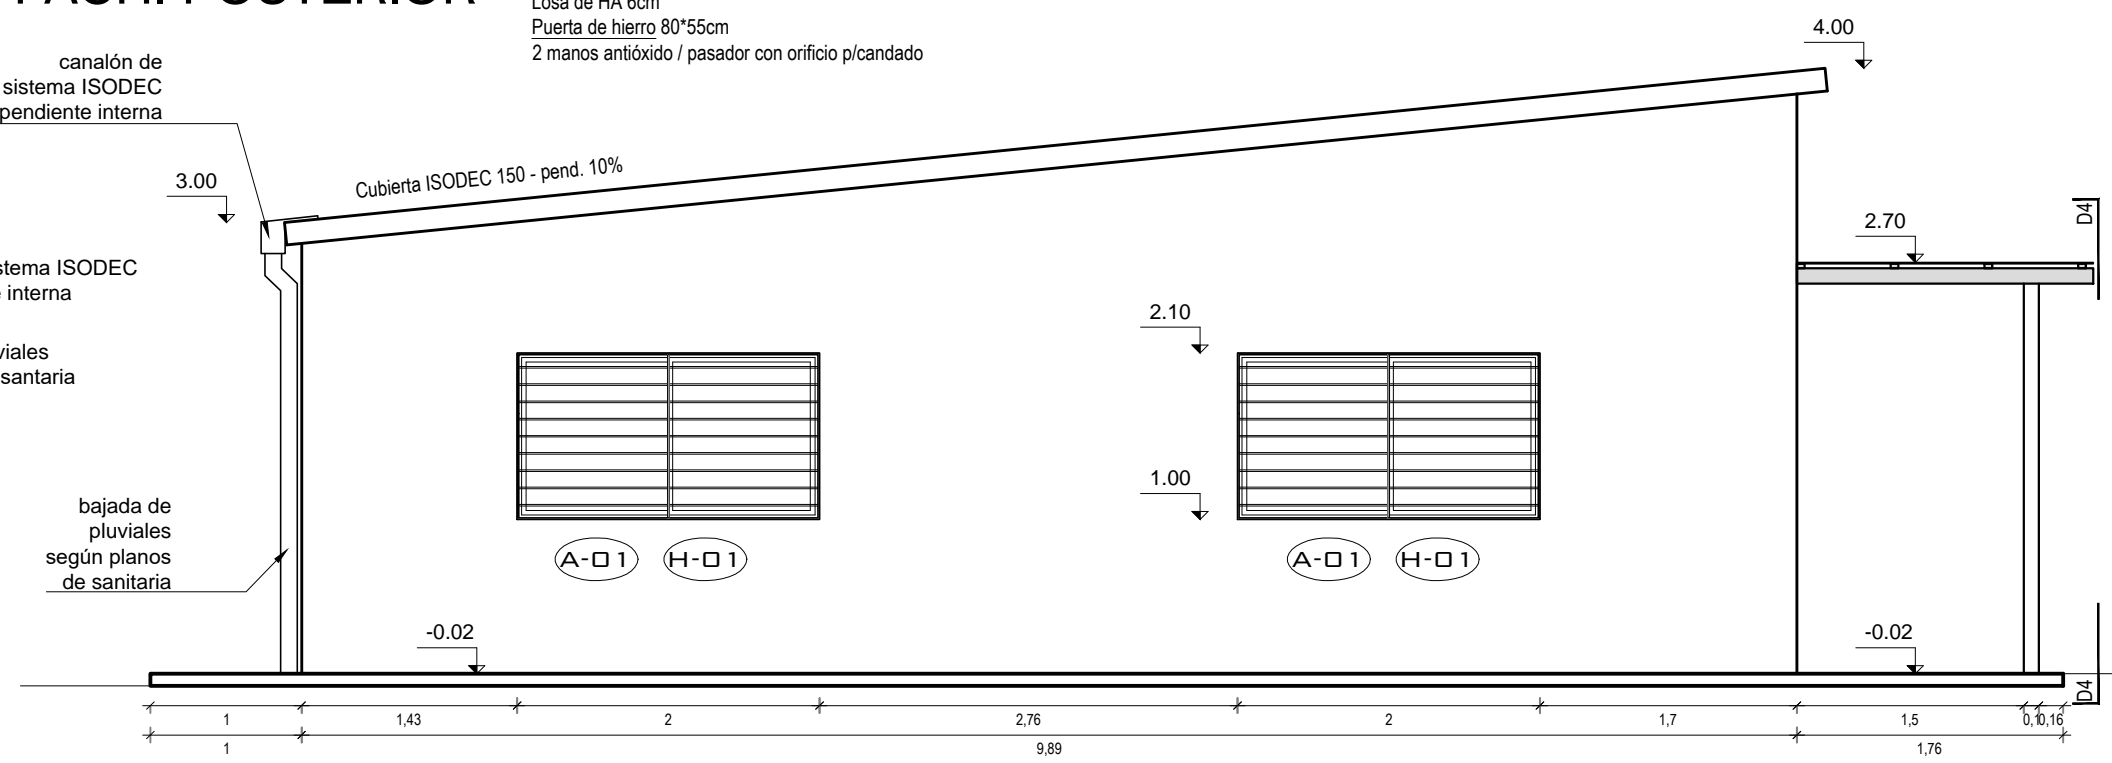 FACH.POSTERIOR
Losa de HA 6cm
Puerta de hierro 80*55cm
2 manos antióxido / pasador con orificio p/candado
canalón de
sistema ISODEC
pendiente interna
4.00
3.00
Cubierta ISODEC 150 - pend. 10%
2.70
D4
stema ISODEC
interna
2.10
viales
santaria
1.00
bajada de
pluviales
según planos
de sanitaria
A-01 H-01
A-01 H-01
-0.02
-0.02
D4
1 1,43 2 2,76 2 1,7 1,5 0,1 0,16
1 9,89 1,76